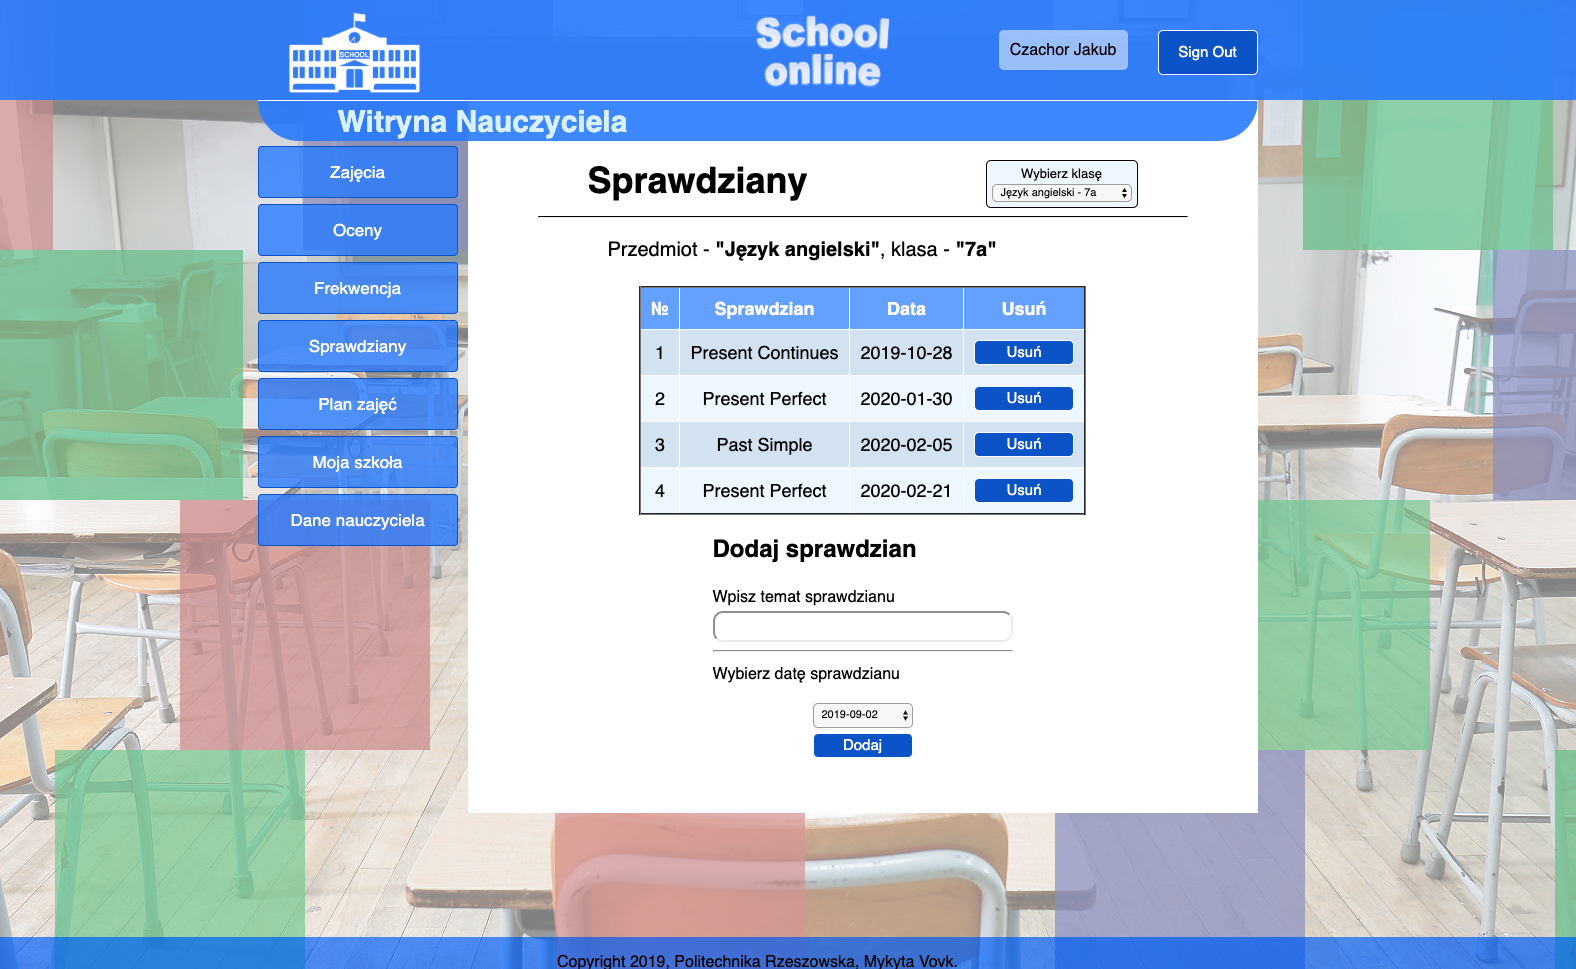 SCHOOL
School
online
Czachor Jakub
Sign Out
Witryna Nauczyciela
Zajęcia
Oceny
Frekwencja
Sprawdziany
Plan zajęć
Moja szkoła
Dane nauczyciela
Sprawdziany
Wybierz klasę
Język angielski - 7a
Przedmiot - "Język angielski", klasa - "7a"
№ Sprawdzian Data Usuń
1 Present Continues 2019-10-28 Usuń
2 Present Perfect 2020-01-30 Usuń
3 Past Simple 2020-02-05 Usuń
4 Present Perfect 2020-02-21 Usuń
Dodaj sprawdzian
Wpisz temat sprawdzianu
Wybierz datę sprawdzianu
2019-09-02
Dodaj
Copyright 2019, Politechnika Rzeszowska, Mykyta Vovk.